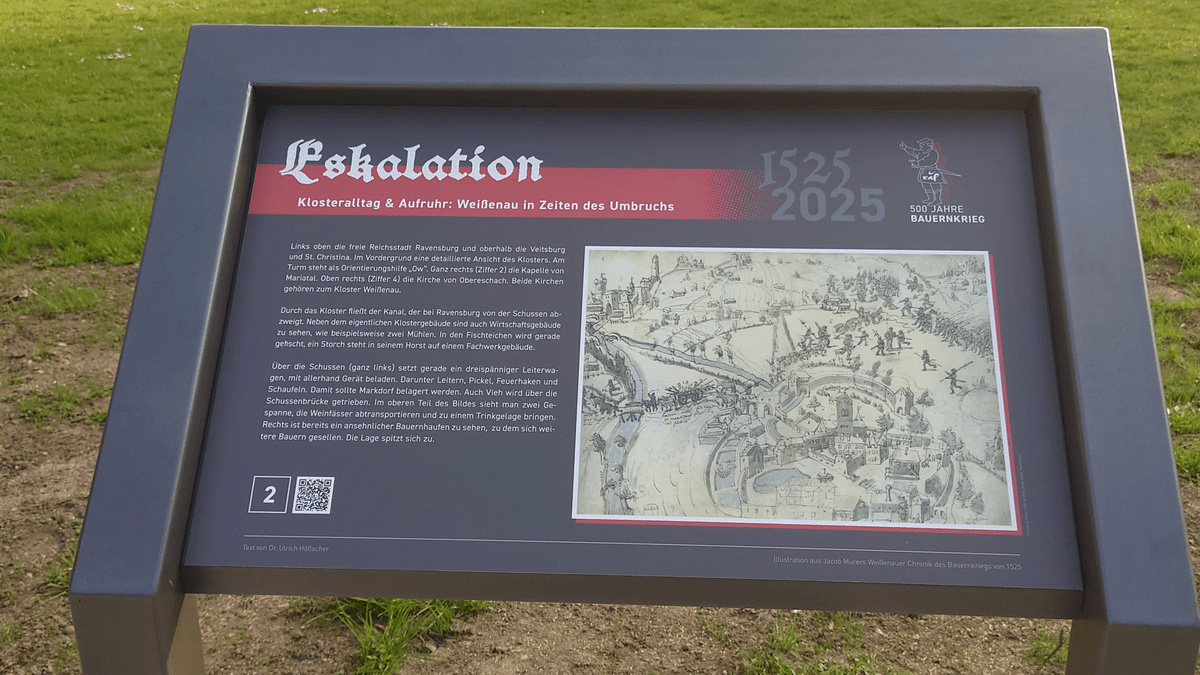 Eskalation
Klosteralltag & Aufruhr: Weißenau in Zeiten des Umbruchs
1525
2025
500 JAHRE
BAUERNKRIEG
Links oben die freie Reichsstadt Ravensburg und oberhalb die Veitsburg
und St. Christina. Im Vordergrund eine detaillierte Ansicht des Klosters. Am
Turm steht als Orientierungshilfe „Ow“. Ganz rechts (Ziffer 2) die Kapelle von
Mariatal. Oben rechts (Ziffer 4) die Kirche von Obereschach. Beide Kirchen
gehören zum Kloster Weißenau.
Durch das Kloster fließt der Kanal, der bei Ravensburg von der Schussen ab-
zweigt. Neben dem eigentlichen Klostergebäude sind auch Wirtschaftsgebäude
zu sehen, wie beispielsweise zwei Mühlen. In den Fischteichen wird gerade
gefischt, ein Storch steht in seinem Horst auf einem Fachwerkgebäude.
Über die Schussen (ganz links) setzt gerade ein dreispänniger Leiterwa-
gen, mit allerhand Gerät beladen. Darunter Leitern, Pickel, Feuerhaken und
Schaufeln. Damit sollte Markdorf belagert werden. Auch Vieh wird über die
Schussenbrücke getrieben. Im oberen Teil des Bildes sieht man zwei Ge-
spanne, die Weinfässer abtransportieren und zu einem Trinkgelage bringen.
Rechts ist bereits ein ansehnlicher Bauernhaufen zu sehen, zu dem sich wei-
tere Bauern gesellen. Die Lage spitzt sich zu.
2
Text von Dr. Ulrich Höflacher
Illustration aus Jacob Murers Weißenauer Chronik des Bauernkriegs von 1525